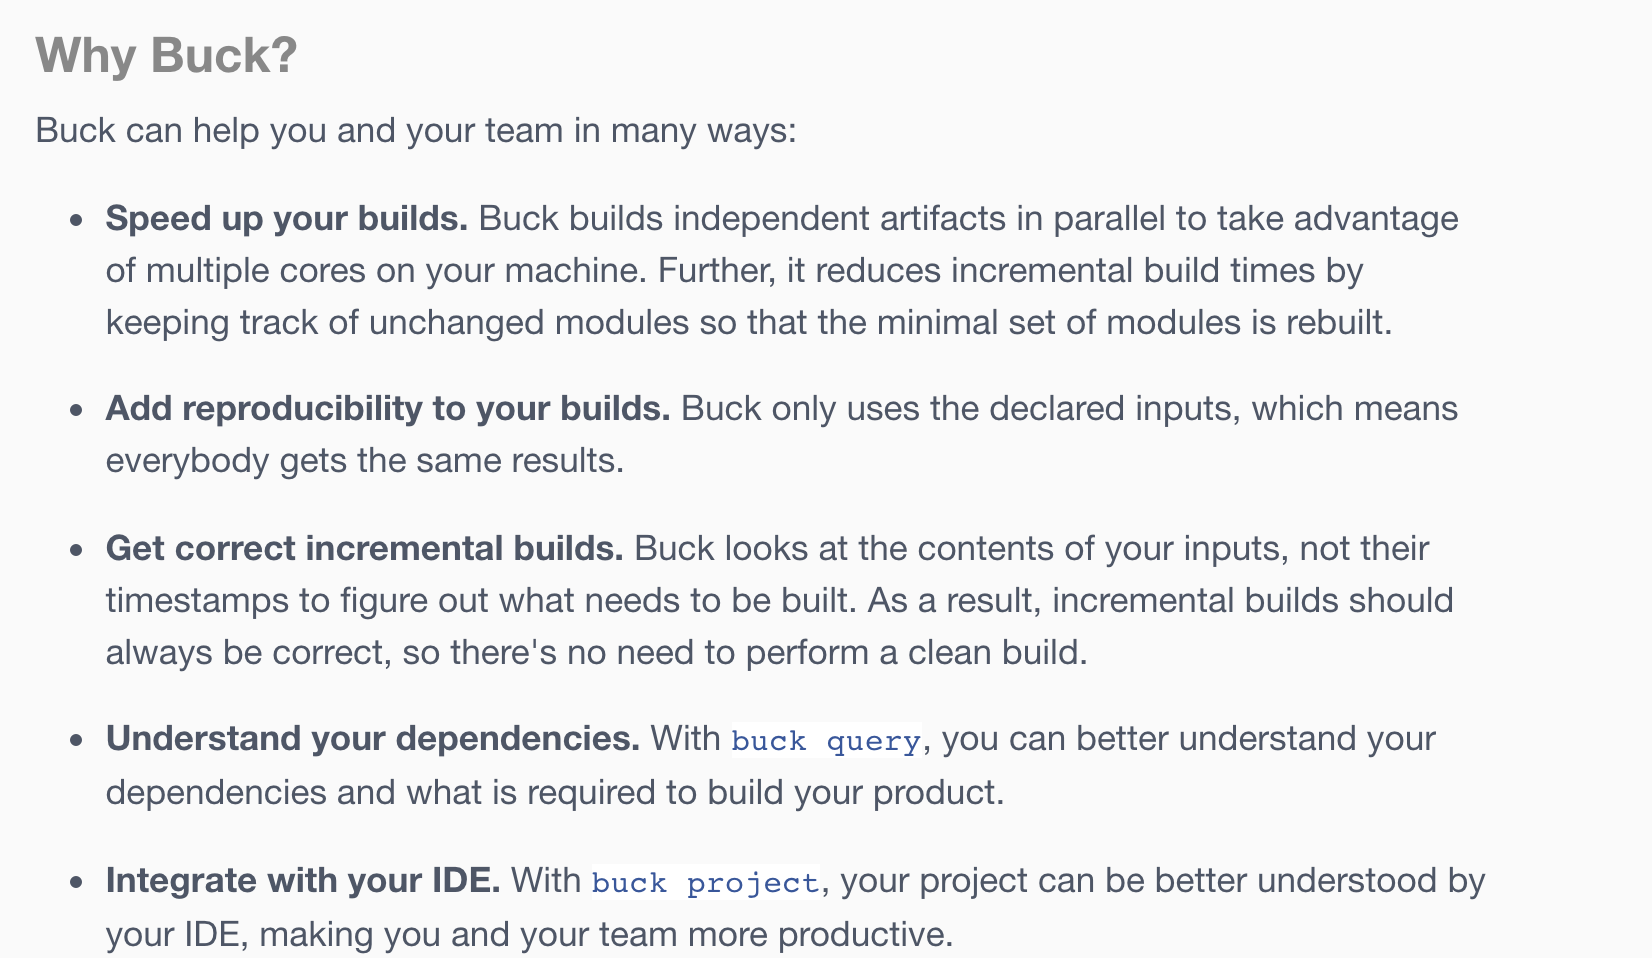 Why Buck?
Buck can help you and your team in many ways:
• Speed up your builds. Buck builds independent artifacts in parallel to take advantage
of multiple cores on your machine. Further, it reduces incremental build times by
keeping track of unchanged modules so that the minimal set of modules is rebuilt.
• Add reproducibility to your builds. Buck only uses the declared inputs, which means
everybody gets the same results.
• Get correct incremental builds. Buck looks at the contents of your inputs, not their
timestamps to figure out what needs to be built. As a result, incremental builds should
always be correct, so there's no need to perform a clean build.
• Understand your dependencies. With buck query, you can better understand your
dependencies and what is required to build your product.
• Integrate with your IDE. With buck project, your project can be better understood by
your IDE, making you and your team more productive.